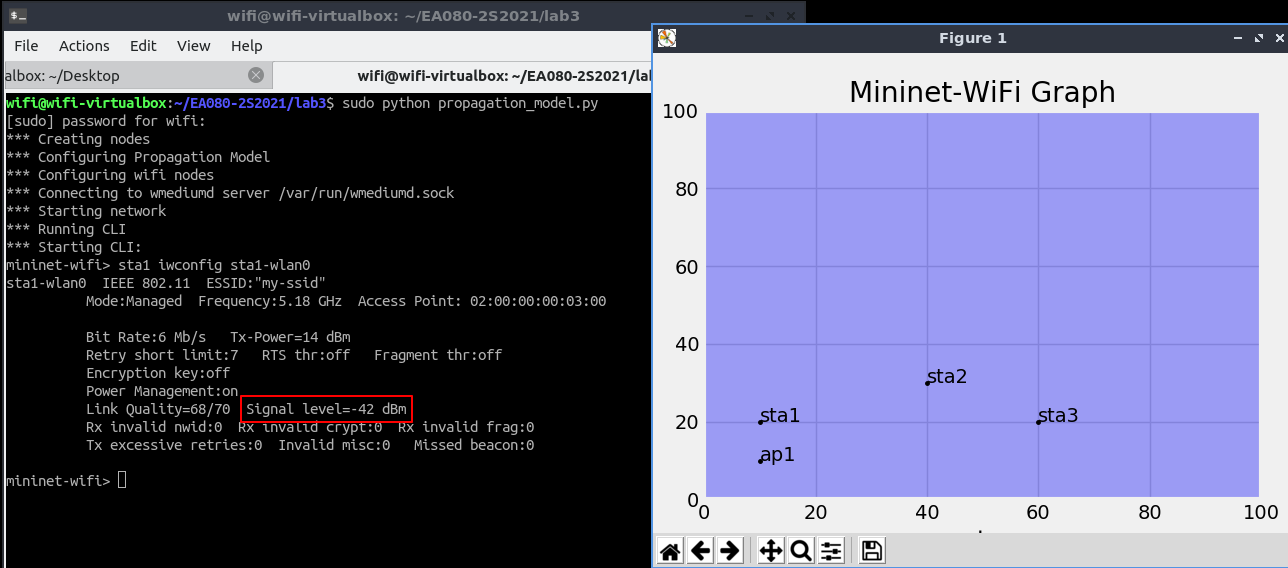 wifi@wifi-virtualbox: ~/EA080-2S2021/lab3
File Actions Edit View Help
albox: ~/Desktop
wifi@wifi-virtualbox: ~/EA080-2S2021/lab
wifi@wifi-virtualbox:~/EA080-2S2021/lab3$ sudo python propagation_model.py
[sudo] password for wifi:
*** Creating nodes
*** Configuring Propagation Model
*** Configuring wifi nodes
*** Connecting to wmediumd server /var/run/wmediumd.sock
*** Starting network
*** Running CLI
*** Starting CLI:
mininet-wifi> sta1 iwconfig sta1-wlan0
sta1-wlan0  IEEE 802.11  ESSID:"my-ssid"
Mode:Managed  Frequency:5.18 GHz  Access Point: 02:00:00:00:03:00
Bit Rate:6 Mb/s   Tx-Power=14 dBm
Retry short limit:7   RTS thr:off   Fragment thr:off
Encryption key:off
Power Management:on
Link Quality=68/70  Signal level=-42 dBm
Rx invalid nwid:0  Rx invalid crypt:0  Rx invalid frag:0
Tx excessive retries:0  Invalid misc:0   Missed beacon:0
mininet-wifi>
Figure 1
Mininet-WiFi Graph
100
80
60
40
20
0
sta2
sta1
sta3
ap1
0 20 40 60 80 100